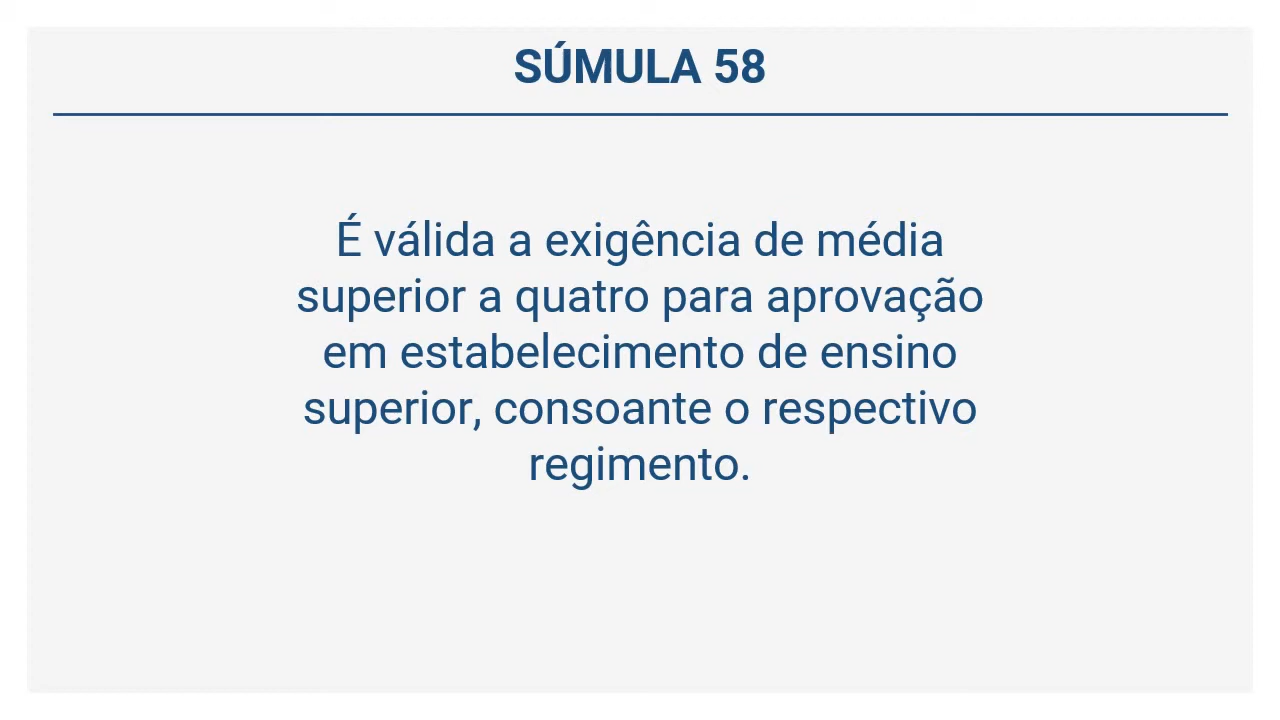 SÚMULA 58
É válida a exigência de média
superior a quatro para aprovação
em estabelecimento de ensino
superior, consoante o respectivo
regimento.